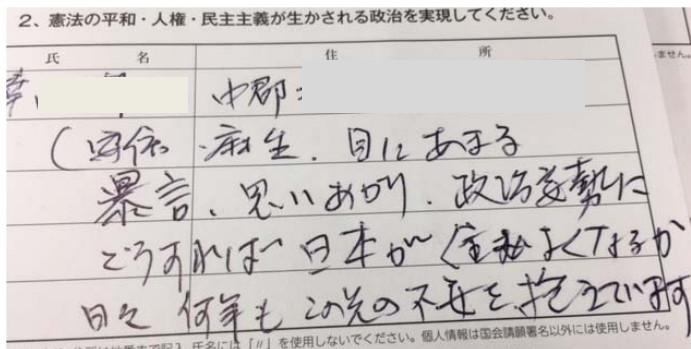 2、憲法の平和・人権・民主主義が生かされる政治を実現してください。
氏 名 住 所
ません。
中郡
麻生、目にあまる
暴言、思いあがり、政治姿勢に
どうすれば日本が よくなるか
日々 何年もこの先の不安を抱えています
氏名には「〃」を使用しないでください。個人情報は国会請願署名以外には使用しません。